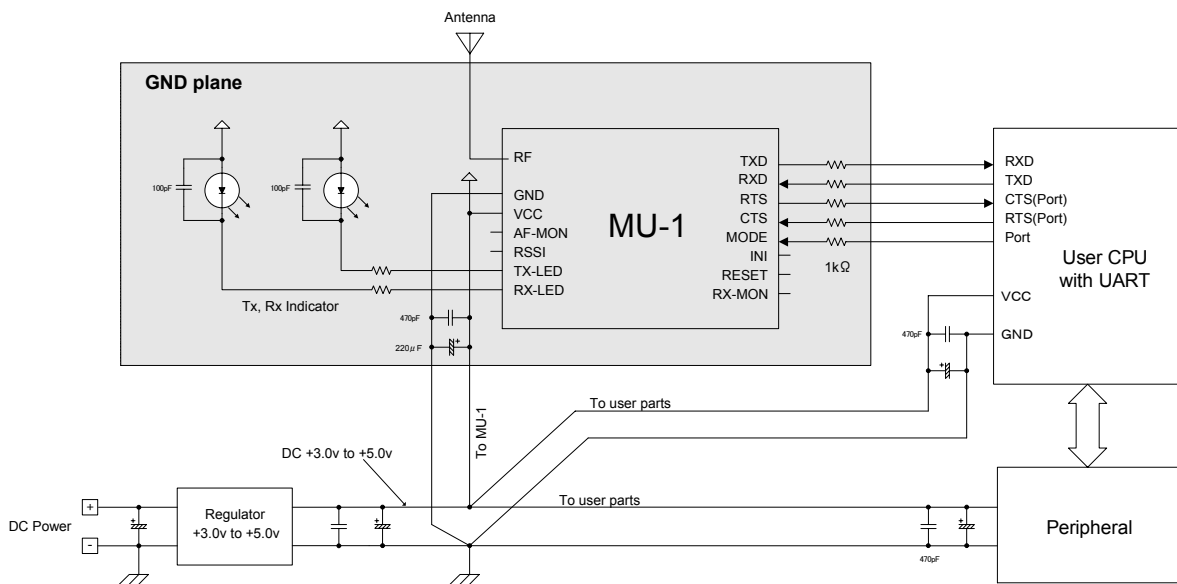 Antenna
GND plane
100pF
100pF
RF
GND
VCC
AF-MON
RSSI
TX-LED
RX-LED
MU-1
TXD
RXD
RTS
CTS
MODE
INI
RESET
RX-MON
1kΩ
RXD
TXD
CTS(Port)
RTS(Port)
Port
User CPU
with UART
VCC
GND
Tx, Rx Indicator
470pF
220μF
+
470pF
+
To user parts
To MU-1
DC +3.0v to +5.0v
To user parts
DC Power
+
-
+
Regulator
+3.0v to +5.0v
+
470pF
+
Peripheral